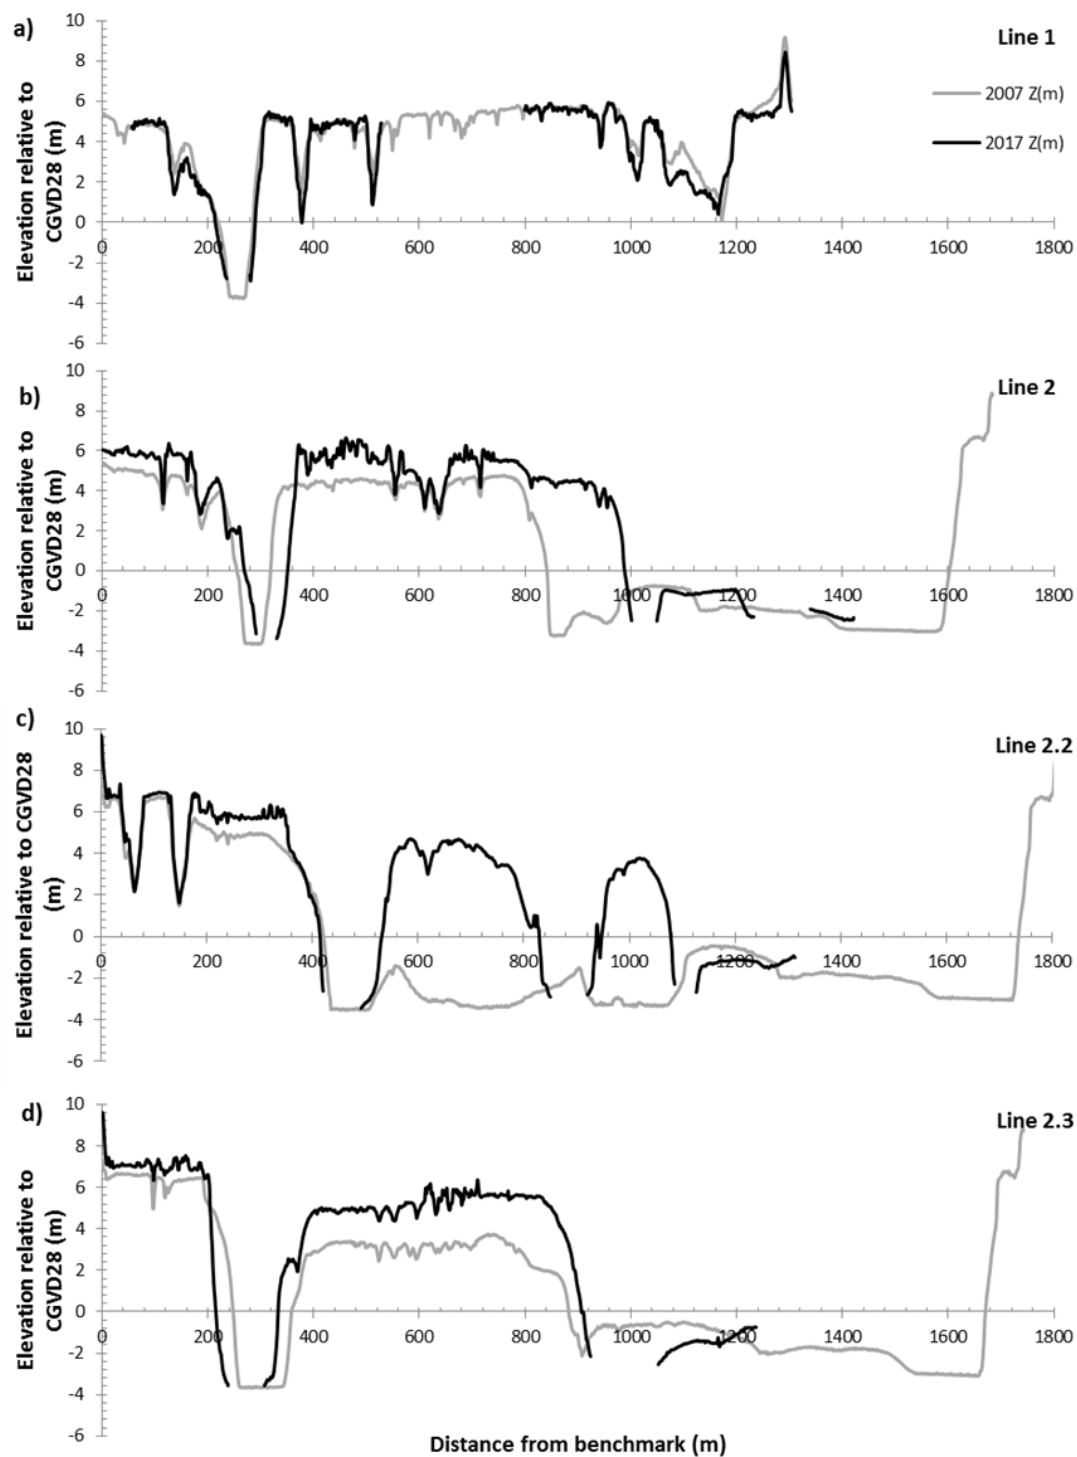 a)
Line 1
2007 Z(m)
2017 Z(m)
Elevation relative to
CGVD28 (m)
10
8
6
4
2
0
-2
-4
-6
0 200 400 600 800 1000 1200 1400 1600 1800
b)
Line 2
Elevation relative to
CGVD28 (m)
10
8
6
4
2
0
-2
-4
-6
0 200 400 600 800 1000 1200 1400 1600 1800
c)
Line 2.2
Elevation relative to CGVD28
(m)
10
8
6
4
2
0
-2
-4
-6
0 200 400 600 800 1000 1200 1400 1600 1800
d)
Line 2.3
Elevation relative to
CGVD28 (m)
10
8
6
4
2
0
-2
-4
-6
0 200 400 600 800 1000 1200 1400 1600 1800
Distance from benchmark (m)